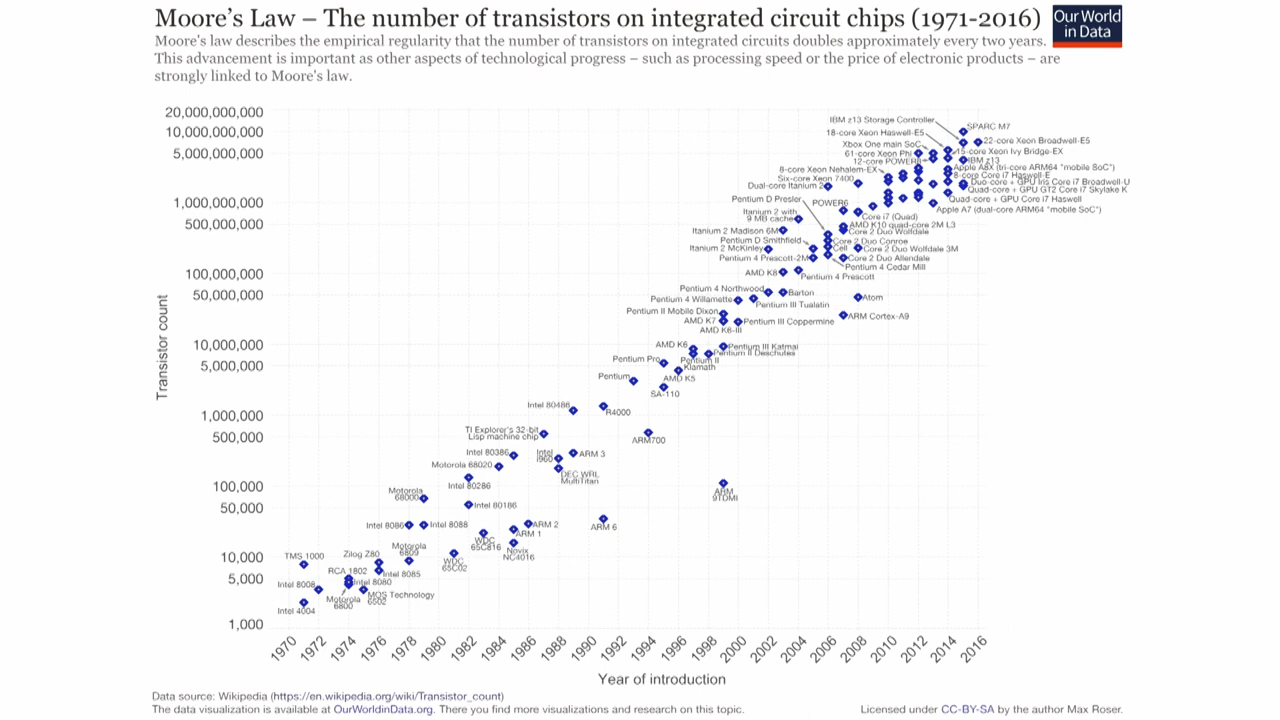 Moore's Law – The number of transistors on integrated circuit chips (1971-2016)
Our World
in Data
Moore's law describes the empirical regularity that the number of transistors on integrated circuits doubles approximately every two years.
This advancement is important as other aspects of technological progress – such as processing speed or the price of electronic products – are
strongly linked to Moore's law.
Transistor count
20,000,000,000
10,000,000,000
5,000,000,000
1,000,000,000
500,000,000
100,000,000
50,000,000
10,000,000
5,000,000
1,000,000
500,000
100,000
50,000
10,000
5,000
1,000
IBM z13 Storage Controller
SPARC M7
18-core Xeon Haswell-E5
22-core Xeon Broadwell-E5
Xbox One main SoC
61-core Xeon Phi
15-core Xeon Ivy Bridge-EX
12-core POWER8
IBM z13
8-core Xeon Nehalem-EX
Apple A8X (tri-core ARM64 "mobile SoC")
Six-core Xeon 7400
8-core Core i7 Haswell-E
Dual-core Itanium 2
Duo-core + GPU Iris Core i7 Broadwell-U
Quad-core + GPU GT2 Core i7 Skylake K
Pentium D Presler
POWER6
Quad-core + GPU Core i7 Haswell
Apple A7 (dual-core ARM64 "mobile SoC")
Itanium 2 with
9 MB cache
Core i7 (Quad)
AMD K10 quad-core 2M L3
Itanium 2 Madison 6M
Core 2 Duo Wolfdale
Pentium D Smithfield
Core 2 Duo Conroe
Itanium 2 McKinley
Cell
Core 2 Duo Wolfdale 3M
Pentium 4 Prescott-2M
Core 2 Duo Allendale
Pentium 4 Cedar Mill
AMD K8
Pentium 4 Prescott
Pentium 4 Northwood
Barton
Atom
Pentium 4 Willamette
Pentium III Tualatin
Pentium II Mobile Dixon
ARM Cortex-A9
AMD K7
Pentium III Coppermine
AMD K6-III
AMD K6
Pentium III Katmai
Pentium II Deschutes
Pentium Pro
Pentium II
Klamath
Pentium
AMD K5
SA-110
Intel 80486
R4000
TI Explorer's 32-bit
Lisp machine chip
ARM700
Intel 80386
Intel
i960
ARM 3
Motorola 68020
DEC WRL
MultiTitan
Intel 80286
Motorola
68000
ARM
9TDMI
Intel 80186
Intel 8086
Intel 8088
ARM 2
ARM 6
ARM 1
WDC
65C816
Novix
NC4016
TMS 1000
Zilog Z80
Motorola
6809
WDC
65C02
RCA 1802
Intel 8085
Intel 8008
Intel 8080
Motorola
6800
MOS Technology
6502
Intel 4004
1970 1972 1974 1976 1978 1980 1982 1984 1986 1988 1990 1992 1994 1996 1998 2000 2002 2004 2006 2008 2010 2012 2014 2016
Year of introduction
Data source: Wikipedia (https://en.wikipedia.org/wiki/Transistor_count)
The data visualization is available at OurWorldinData.org. There you find more visualizations and research on this topic.
Licensed under CC-BY-SA by the author Max Roser.